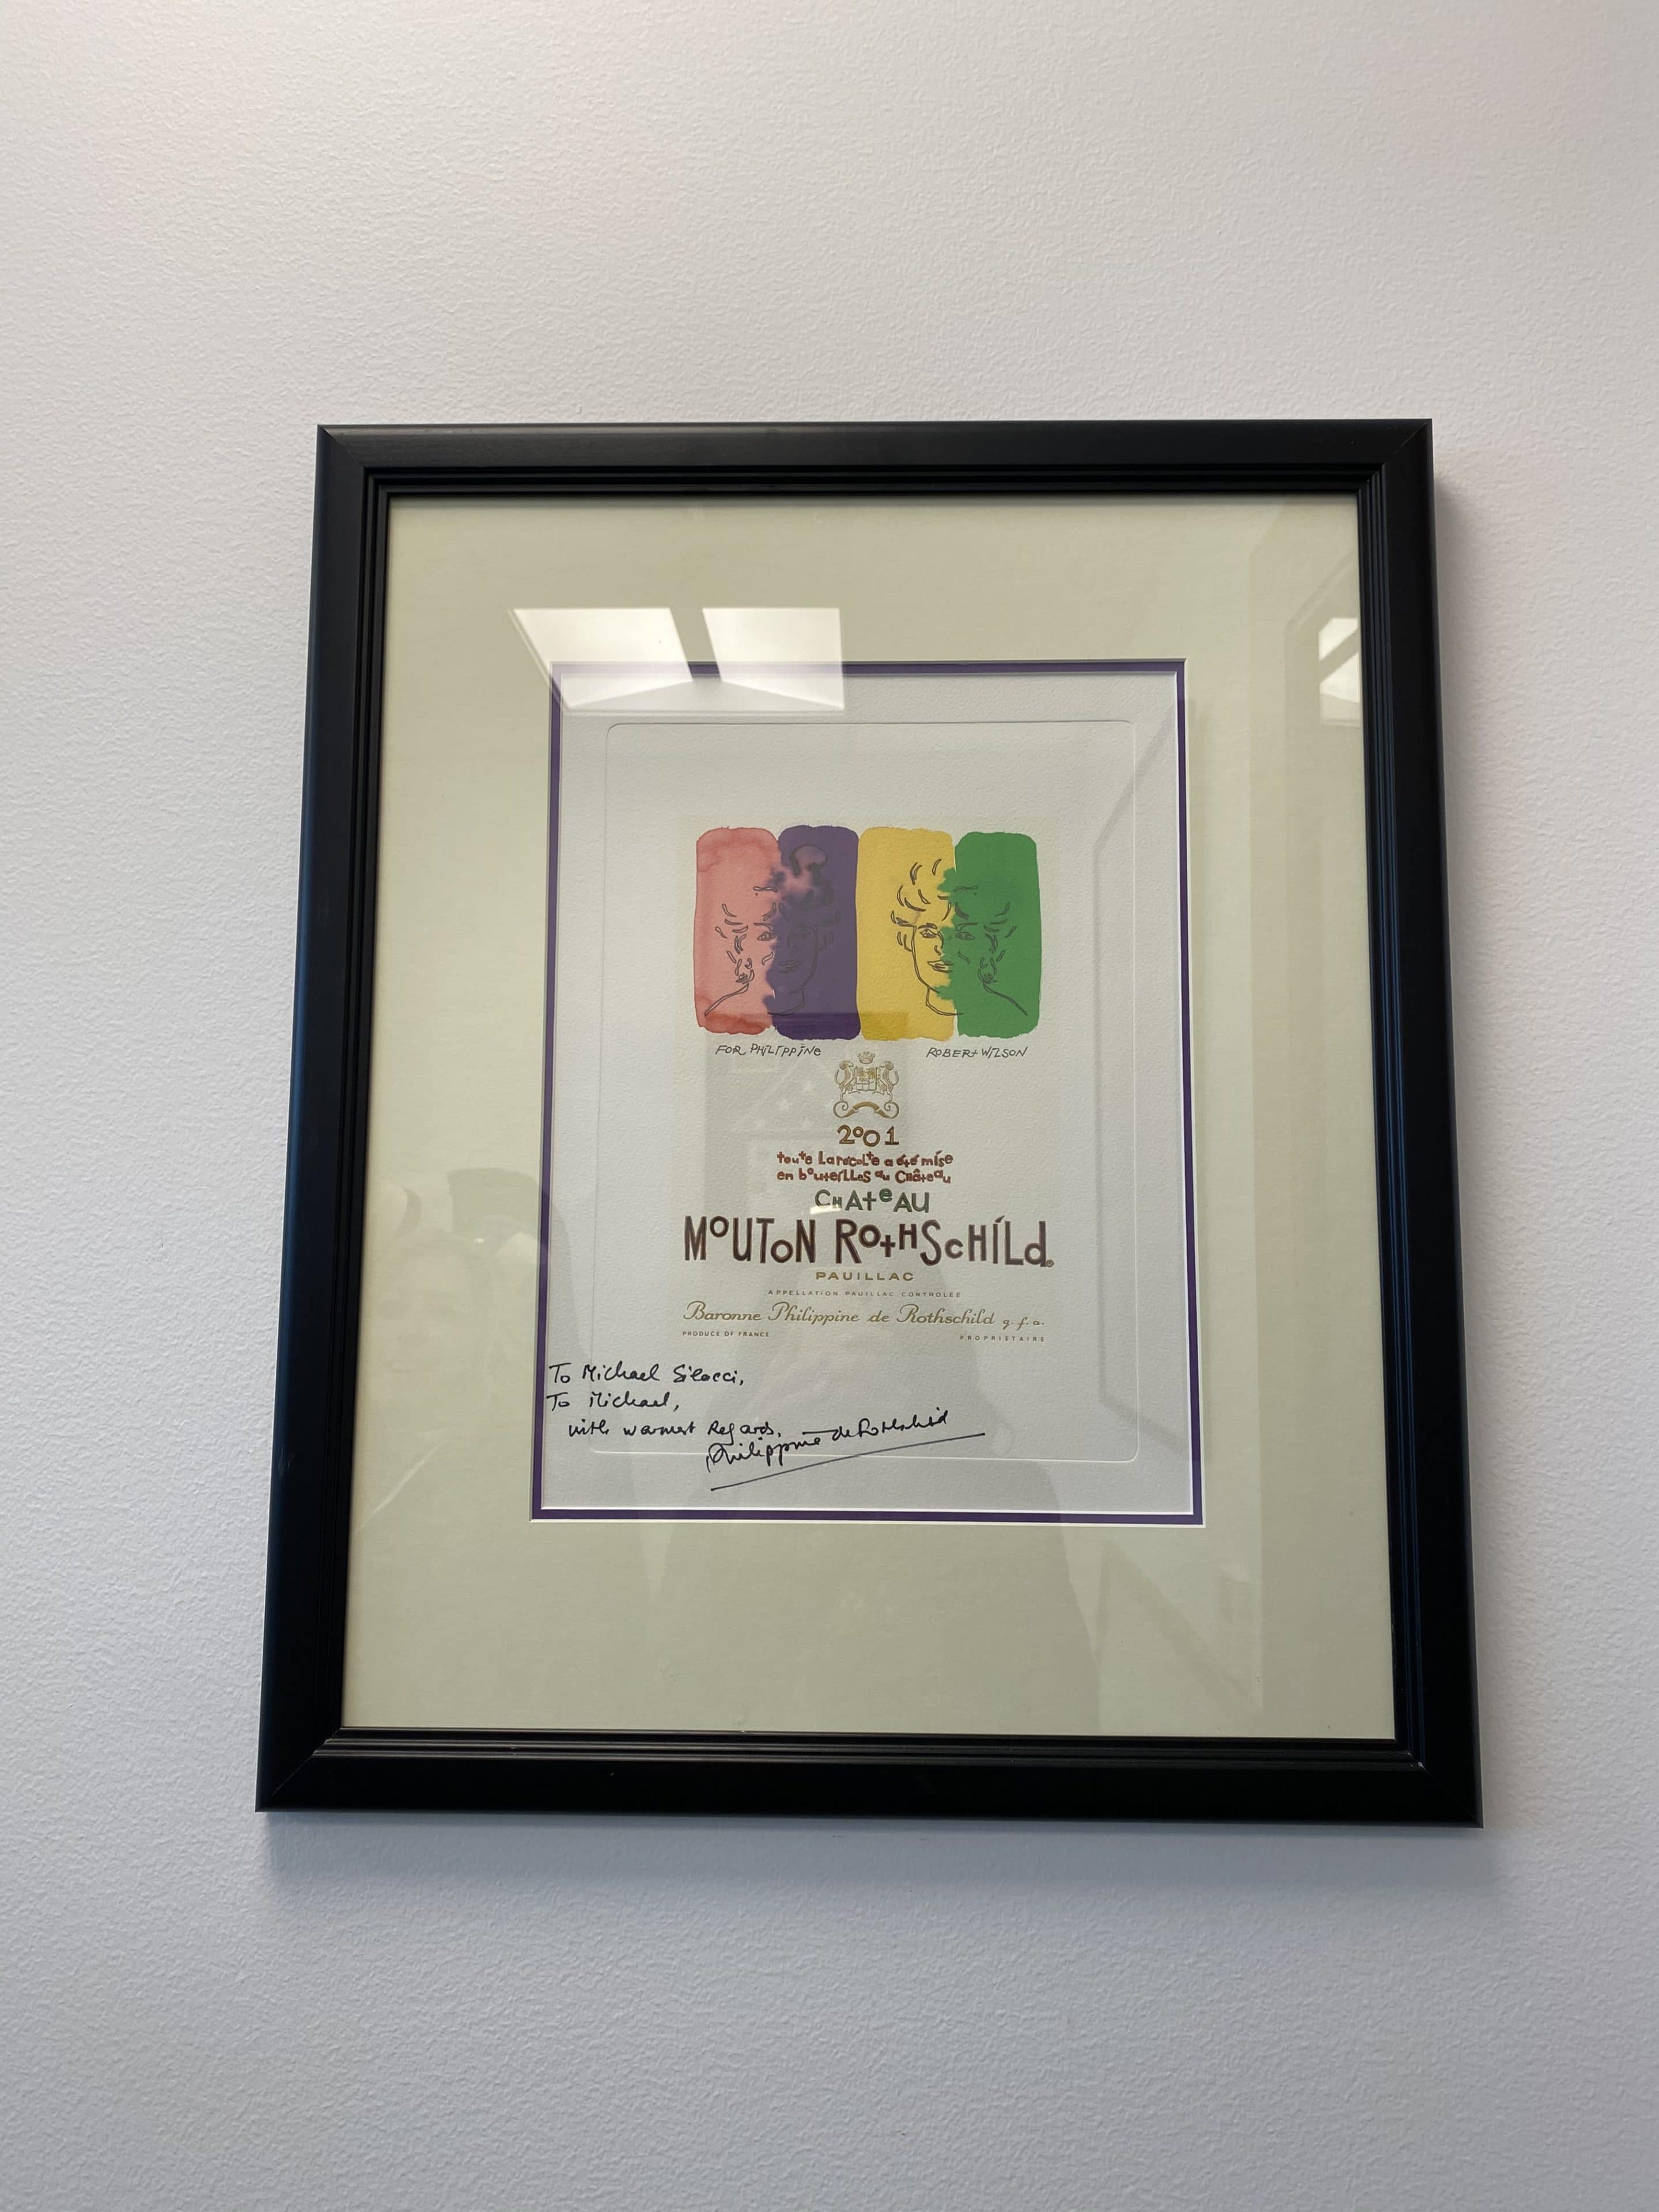 FOR PHILIPPINE
ROBERT WILSON
2001
toute La récoLte a été mise
en bouteilles au Château
CHATeAU
MOUTON ROTHSCHILd®
PAUILLAC
APPELLATION PAUILLAC CONTROLÉE
Baronne Philippine de Rothschild g.f.a.
PRODUCE OF FRANCE
PROPRIÉTAIRE
To Michael Silacci,
To Michael,
with warmest Regards,
Philippine de Rothschild